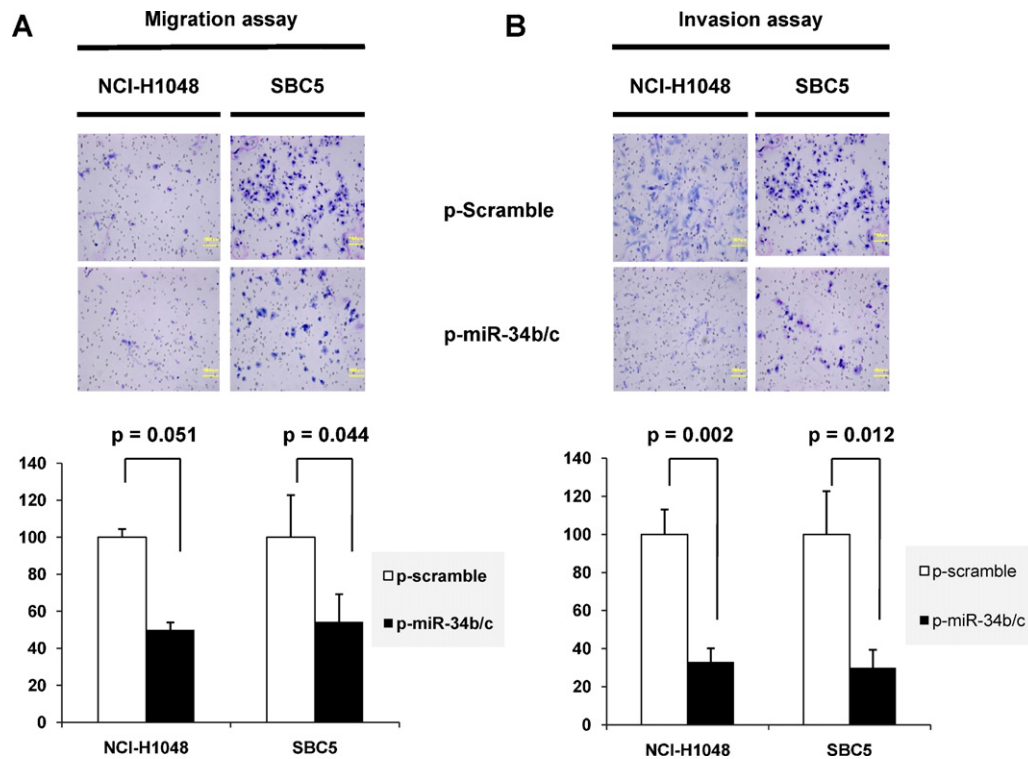 A
Migration assay
NCI-H1048
SBC5
B
Invasion assay
NCI-H1048
SBC5
p-Scramble
p-miR-34b/c
p = 0.051
p = 0.044
140
120
100
80
60
40
20
0
NCI-H1048
SBC5
p-scramble
p-miR-34b/c
p = 0.002
p = 0.012
140
120
100
80
60
40
20
0
NCI-H1048
SBC5
p-scramble
p-miR-34b/c